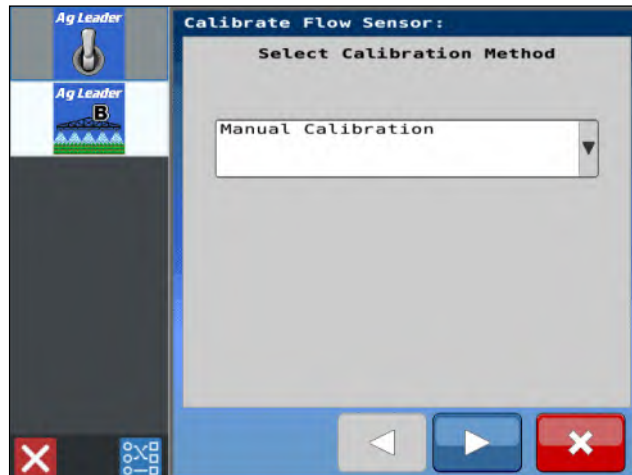 Ag Leader
Ag Leader
B
Calibrate Flow Sensor:
Select Calibration Method
Manual Calibration